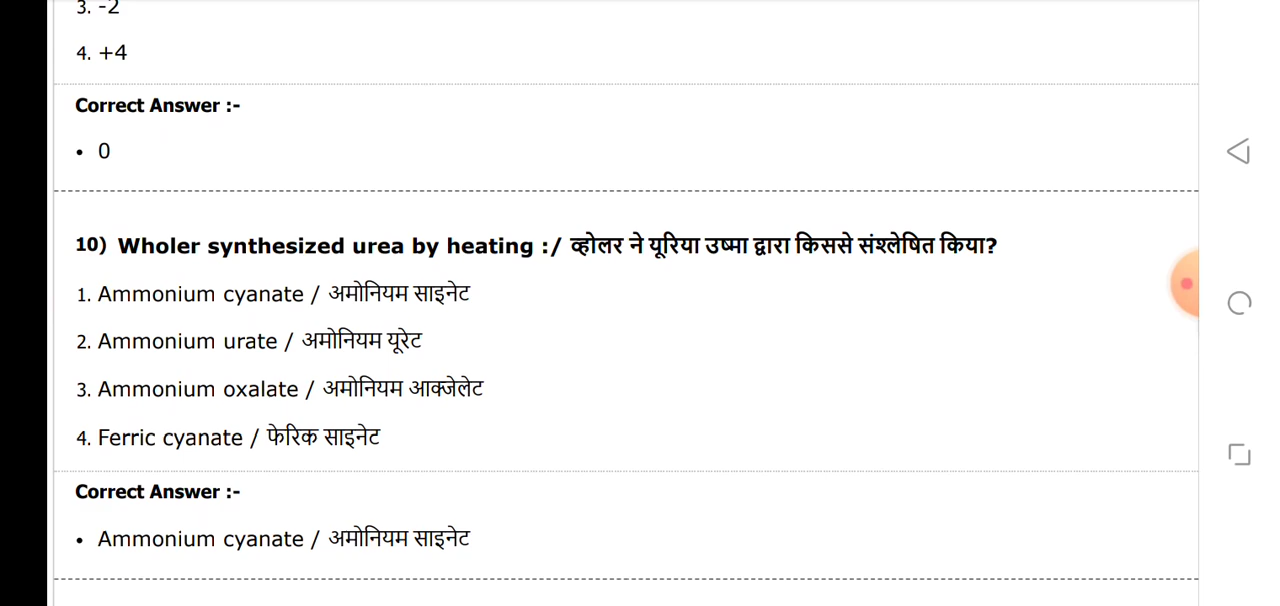 3. -2
4. +4
Correct Answer :-
• 0
10) Wholer synthesized urea by heating :/ व्होलर ने यूरिया उष्मा द्वारा किससे संश्लेषित किया?
1. Ammonium cyanate / अमोनियम साइनेट
2. Ammonium urate / अमोनियम यूरेट
3. Ammonium oxalate / अमोनियम आक्जेलेट
4. Ferric cyanate / फेरिक साइनेट
Correct Answer :-
• Ammonium cyanate / अमोनियम साइनेट